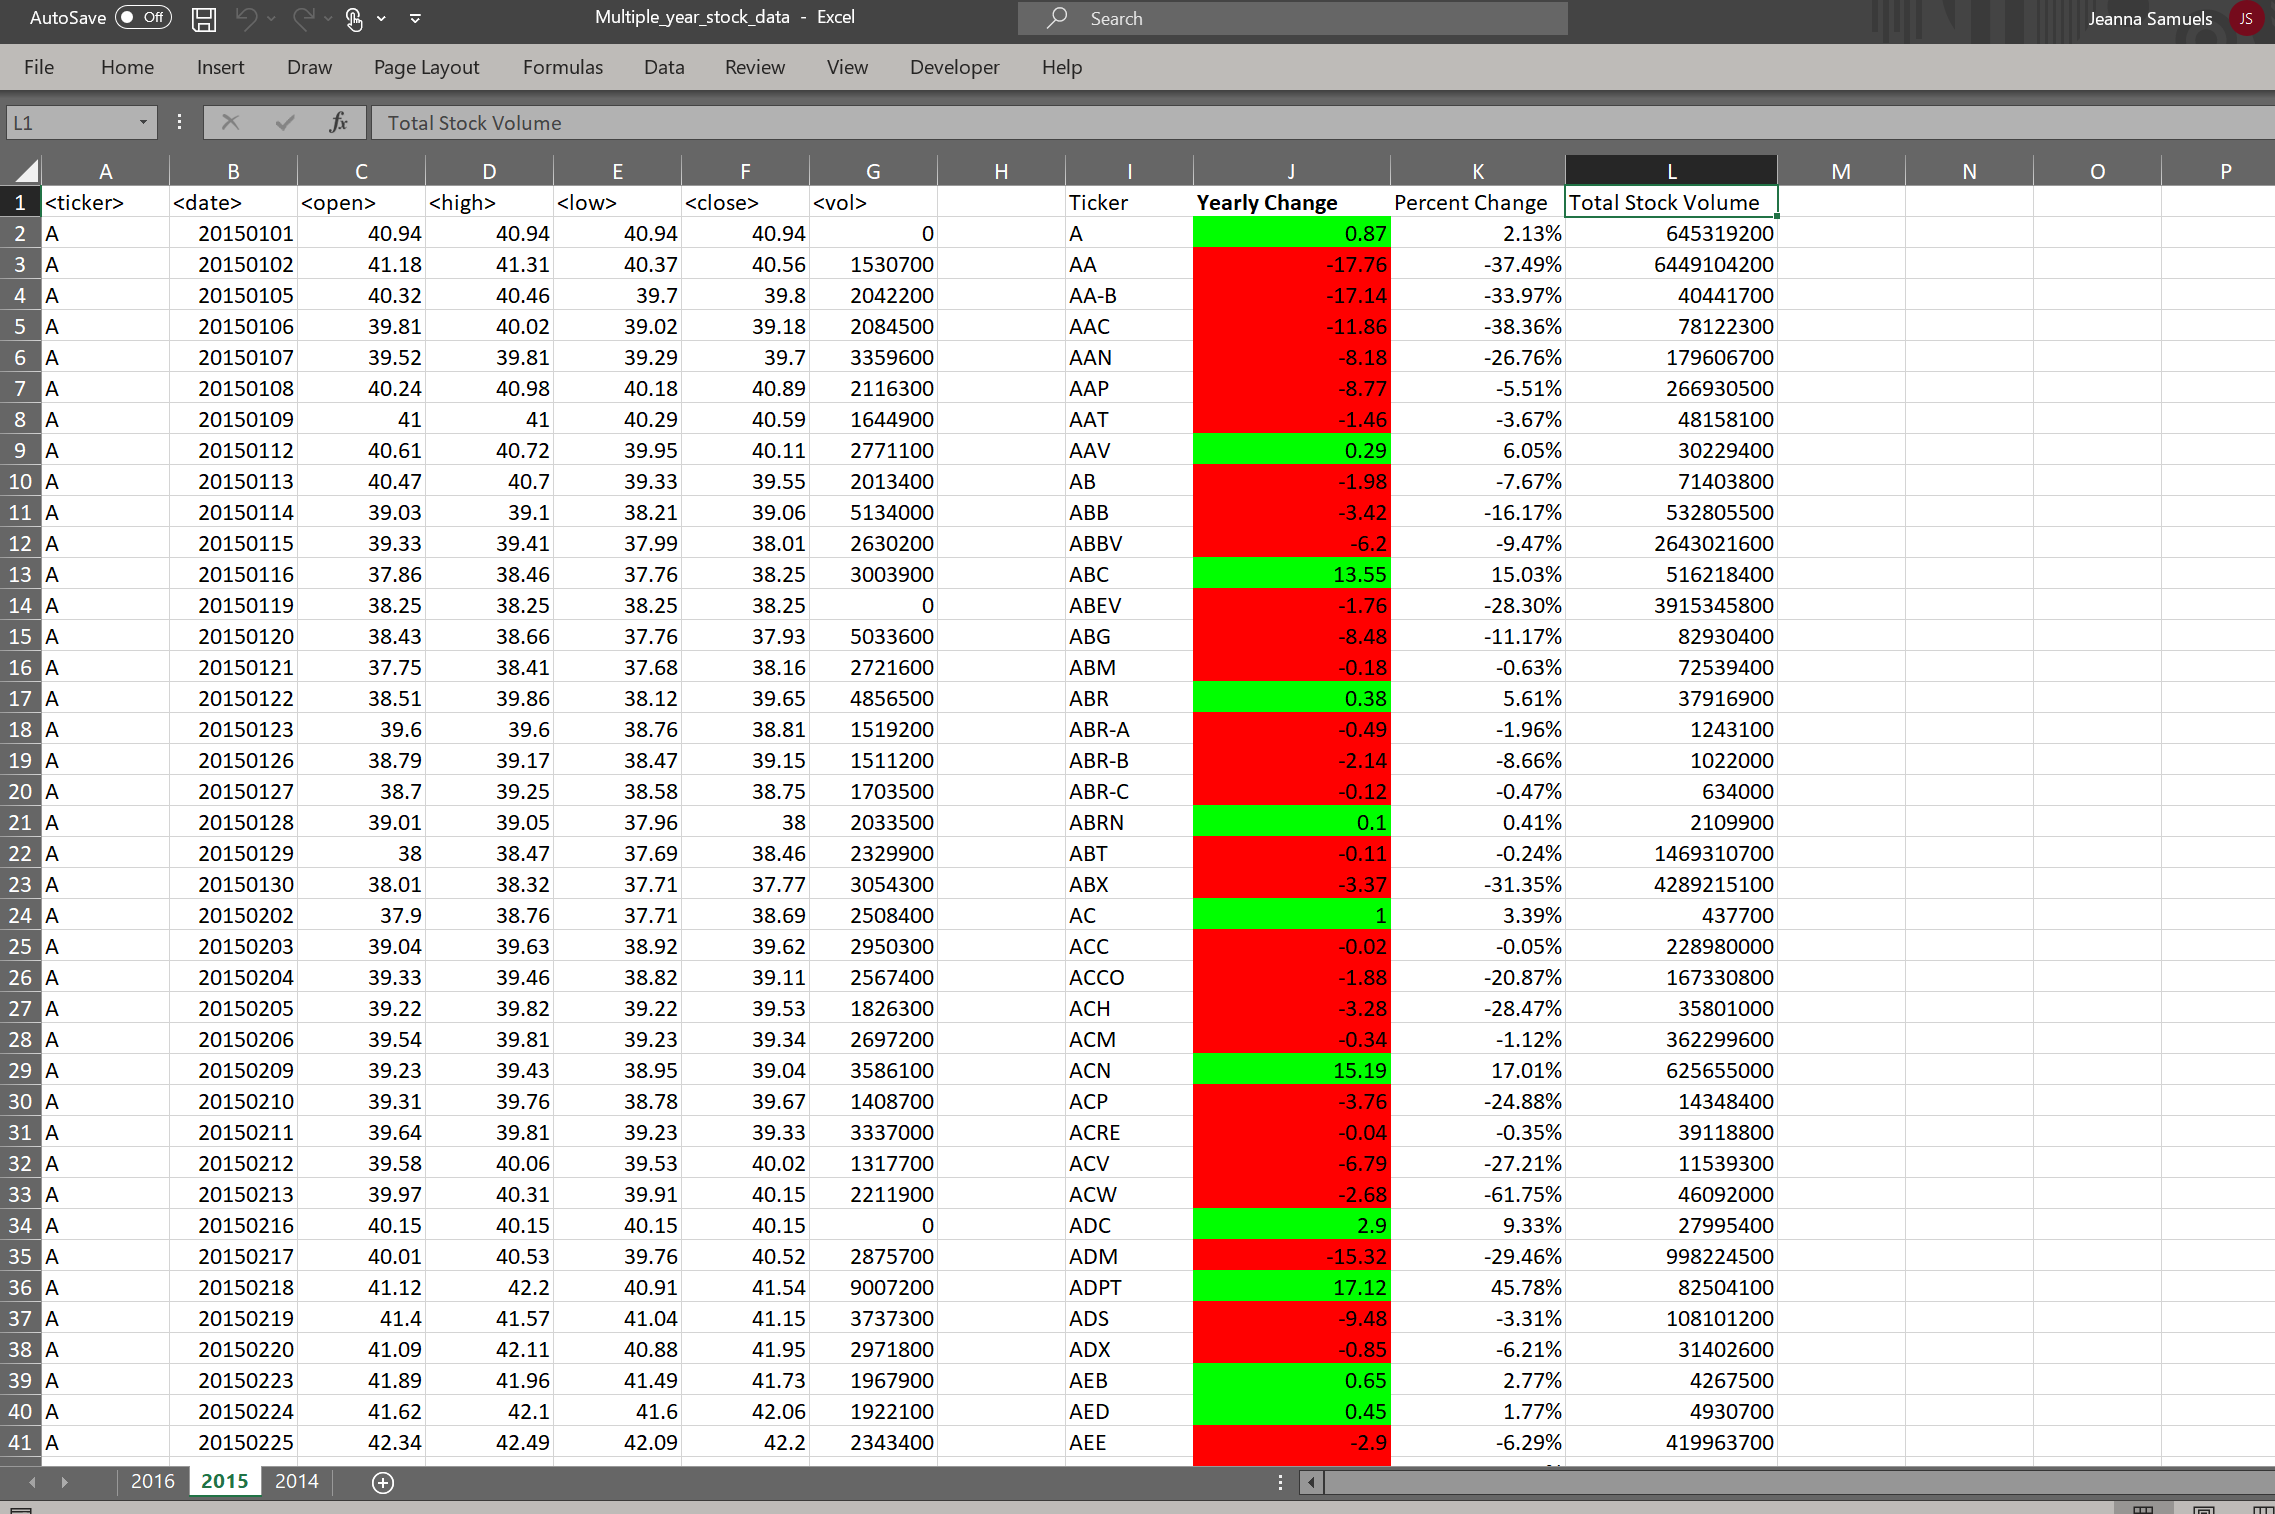 AutoSave Off Multiple_year_stock_data - Excel Search Jeanna Samuels JS
File Home Insert Draw Page Layout Formulas Data Review View Developer Help
L1 fx Total Stock Volume
A B C D E F G H I J K L M N O P
1 <ticker> <date> <open> <high> <low> <close> <vol> Ticker Yearly Change Percent Change Total Stock Volume
2 A 20150101 40.94 40.94 40.94 40.94 0 A 0.87 2.13% 645319200
3 A 20150102 41.18 41.31 40.37 40.56 1530700 AA -17.76 -37.49% 6449104200
4 A 20150105 40.32 40.46 39.7 39.8 2042200 AA-B -17.14 -33.97% 40441700
5 A 20150106 39.81 40.02 39.02 39.18 2084500 AAC -11.86 -38.36% 78122300
6 A 20150107 39.52 39.81 39.29 39.7 3359600 AAN -8.18 -26.76% 179606700
7 A 20150108 40.24 40.98 40.18 40.89 2116300 AAP -8.77 -5.51% 266930500
8 A 20150109 41 41 40.29 40.59 1644900 AAT -1.46 -3.67% 48158100
9 A 20150112 40.61 40.72 39.95 40.11 2771100 AAV 0.29 6.05% 30229400
10 A 20150113 40.47 40.7 39.33 39.55 2013400 AB -1.98 -7.67% 71403800
11 A 20150114 39.03 39.1 38.21 39.06 5134000 ABB -3.42 -16.17% 532805500
12 A 20150115 39.33 39.41 37.99 38.01 2630200 ABBV -6.2 -9.47% 2643021600
13 A 20150116 37.86 38.46 37.76 38.25 3003900 ABC 13.55 15.03% 516218400
14 A 20150119 38.25 38.25 38.25 38.25 0 ABEV -1.76 -28.30% 3915345800
15 A 20150120 38.43 38.66 37.76 37.93 5033600 ABG -8.48 -11.17% 82930400
16 A 20150121 37.75 38.41 37.68 38.16 2721600 ABM -0.18 -0.63% 72539400
17 A 20150122 38.51 39.86 38.12 39.65 4856500 ABR 0.38 5.61% 37916900
18 A 20150123 39.6 39.6 38.76 38.81 1519200 ABR-A -0.49 -1.96% 1243100
19 A 20150126 38.79 39.17 38.47 39.15 1511200 ABR-B -2.14 -8.66% 1022000
20 A 20150127 38.7 39.25 38.58 38.75 1703500 ABR-C -0.12 -0.47% 634000
21 A 20150128 39.01 39.05 37.96 38 2033500 ABRN 0.1 0.41% 2109900
22 A 20150129 38 38.47 37.69 38.46 2329900 ABT -0.11 -0.24% 1469310700
23 A 20150130 38.01 38.32 37.71 37.77 3054300 ABX -3.37 -31.35% 4289215100
24 A 20150202 37.9 38.76 37.71 38.69 2508400 AC 1 3.39% 437700
25 A 20150203 39.04 39.63 38.92 39.62 2950300 ACC -0.02 -0.05% 228980000
26 A 20150204 39.33 39.46 38.82 39.11 2567400 ACCO -1.88 -20.87% 167330800
27 A 20150205 39.22 39.82 39.22 39.53 1826300 ACH -3.28 -28.47% 35801000
28 A 20150206 39.54 39.81 39.23 39.34 2697200 ACM -0.34 -1.12% 362299600
29 A 20150209 39.23 39.43 38.95 39.04 3586100 ACN 15.19 17.01% 625655000
30 A 20150210 39.31 39.76 38.78 39.67 1408700 ACP -3.76 -24.88% 14348400
31 A 20150211 39.64 39.81 39.23 39.33 3337000 ACRE -0.04 -0.35% 39118800
32 A 20150212 39.58 40.06 39.53 40.02 1317700 ACV -6.79 -27.21% 11539300
33 A 20150213 39.97 40.31 39.91 40.15 2211900 ACW -2.68 -61.75% 46092000
34 A 20150216 40.15 40.15 40.15 40.15 0 ADC 2.9 9.33% 27995400
35 A 20150217 40.01 40.53 39.76 40.52 2875700 ADM -15.32 -29.46% 998224500
36 A 20150218 41.12 42.2 40.91 41.54 9007200 ADPT 17.12 45.78% 82504100
37 A 20150219 41.4 41.57 41.04 41.15 3737300 ADS -9.48 -3.31% 108101200
38 A 20150220 41.09 42.11 40.88 41.95 2971800 ADX -0.85 -6.21% 31402600
39 A 20150223 41.89 41.96 41.49 41.73 1967900 AEB 0.65 2.77% 4267500
40 A 20150224 41.62 42.1 41.6 42.06 1922100 AED 0.45 1.77% 4930700
41 A 20150225 42.34 42.49 42.09 42.2 2343400 AEE -2.9 -6.29% 419963700
2016 2015 2014